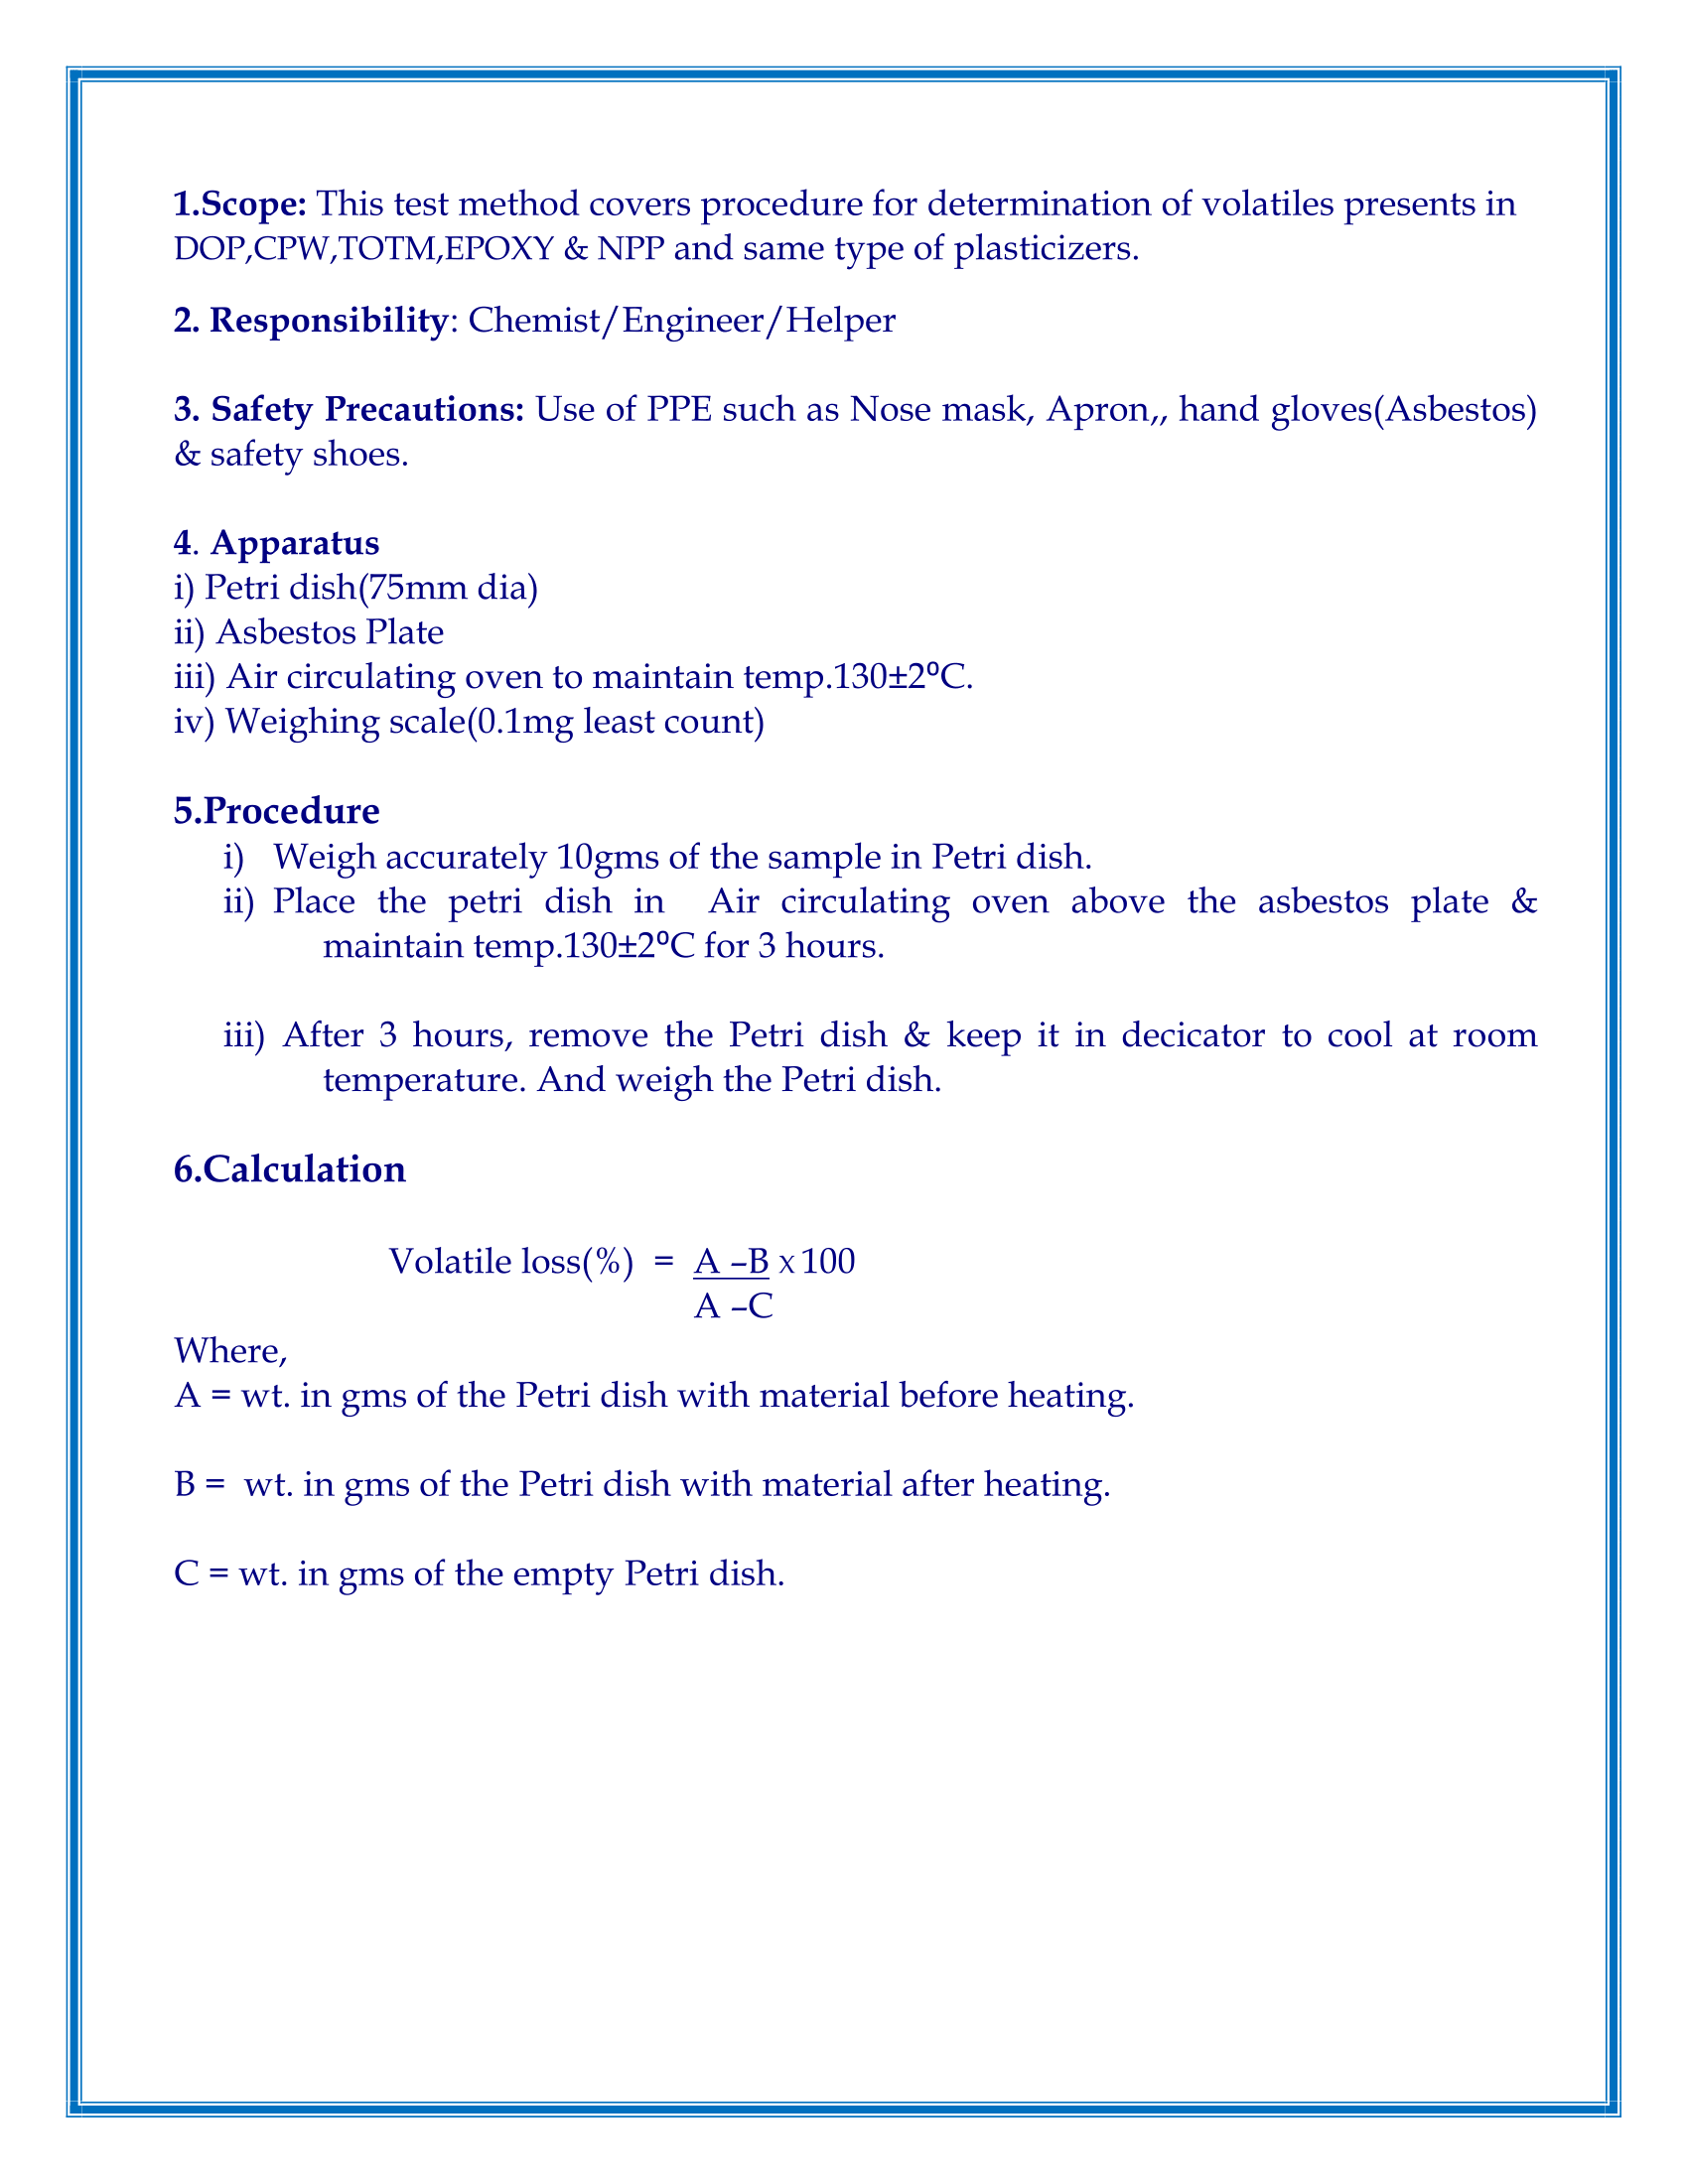 1.Scope: This test method covers procedure for determination of volatiles presents in
DOP,CPW,TOTM,EPOXY & NPP and same type of plasticizers.
2. Responsibility: Chemist/Engineer/Helper
3. Safety Precautions: Use of PPE such as Nose mask, Apron,, hand gloves(Asbestos)
& safety shoes.
4. Apparatus
i) Petri dish(75mm dia)
ii) Asbestos Plate
iii) Air circulating oven to maintain temp.130±2⁰C.
iv) Weighing scale(0.1mg least count)
5.Procedure
i) Weigh accurately 10gms of the sample in Petri dish.
ii) Place the petri dish in Air circulating oven above the asbestos plate &
maintain temp.130±2⁰C for 3 hours.
iii) After 3 hours, remove the Petri dish & keep it in decicator to cool at room
temperature. And weigh the Petri dish.
6.Calculation
Volatile loss(%) = A –B X 100
A –C
Where,
A = wt. in gms of the Petri dish with material before heating.
B = wt. in gms of the Petri dish with material after heating.
C = wt. in gms of the empty Petri dish.